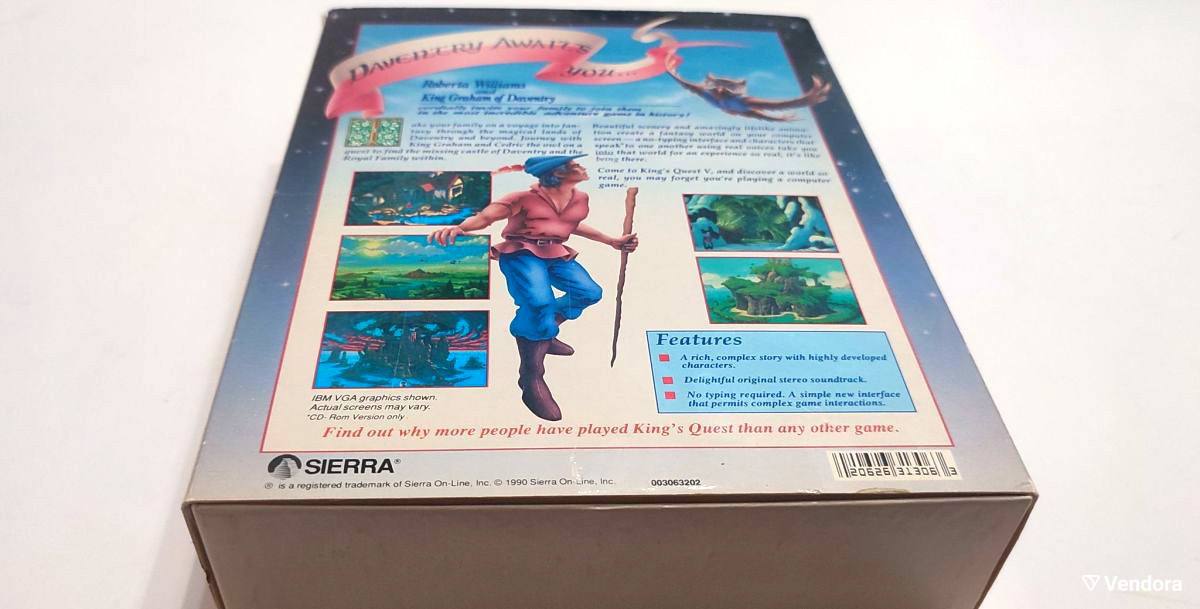 DAVENTRY AWAITS
YOU...
Roberta Williams
and
King Graham of Daventry
cordially invite your family to join them
in the most incredible adventure game in history!
Take your family on a voyage into fan-
tasy through the magical lands of
Daventry and beyond. Journey with
King Graham and Cedric the owl on a
quest to find the missing castle of Daventry and the
Royal Family within.
Beautiful scenery and amazingly lifelike anima-
tion create a fantasy world on your computer
screen — a no-typing interface and characters that
speak* to one another using real voices take you
into that world for an experience so real, it's like
being there.
Come to King's Quest V, and discover a world so
real, you may forget you're playing a computer
game.
Features
A rich, complex story with highly developed
characters.
Delightful original stereo soundtrack.
No typing required. A simple new interface
that permits complex game interactions.
IBM VGA graphics shown.
Actual screens may vary.
*CD-Rom Version only
Find out why more people have played King's Quest than any other game.
SIERRA®
® is a registered trademark of Sierra On-Line, Inc. © 1990 Sierra On-Line, Inc.
003063202
20626 31306 3
Vendora